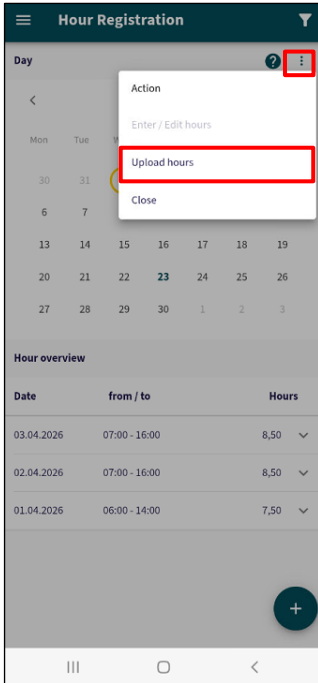 Hour Registration
Day
?
Action
Enter / Edit hours
Upload hours
Close
Mon Tue
30 31
6 7
13 14 15 16 17 18 19
20 21 22 23 24 25 26
27 28 29 30 1 2 3
Hour overview
Date from / to Hours
03.04.2026 07:00 - 16:00 8,50
02.04.2026 07:00 - 16:00 8,50
01.04.2026 06:00 - 14:00 7,50
+